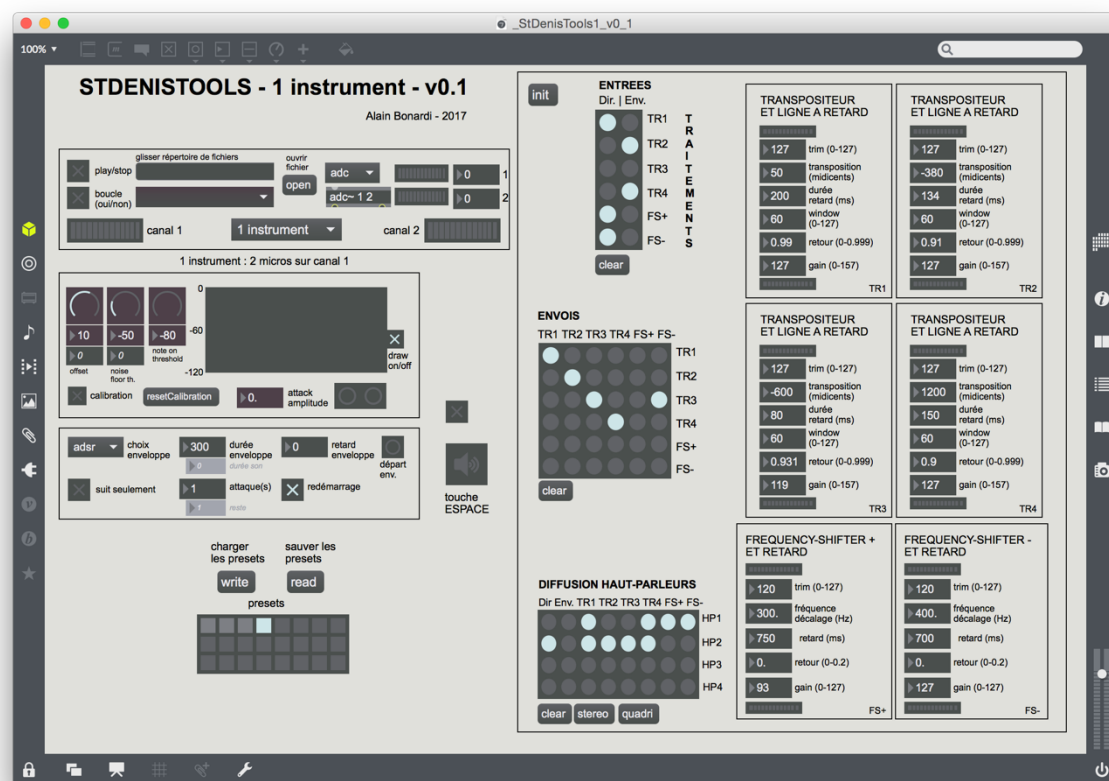 _StDenisTools1_v0_1
100%
STDENISTOOLS - 1 instrument - v0.1
Alain Bonardi - 2017
play/stop
glisser répertoire de fichiers
ouvrir
fichier
open
adc
0
1
boucle
(oui/non)
adc~ 1 2
0
2
canal 1
1 instrument
canal 2
1 instrument : 2 micros sur canal 1
10
-50
-80
0
0
offset
noise
floor th.
note on
threshold
0
-60
-120
draw
on/off
calibration
resetCalibration
0.
attack
amplitude
adsr
choix
enveloppe
300
durée
enveloppe
0
durée son
0
retard
enveloppe
départ
env.
suit seulement
1
attaque(s)
1
reste
redémarrage
touche
ESPACE
charger
les presets
sauver les
presets
write
read
presets
init
ENTREES
Dir. | Env.
TR1
TR2
TR3
TR4
FS+
FS-
TRAITEMENTS
clear
ENVOIS
TR1 TR2 TR3 TR4 FS+ FS-
TR1
TR2
TR3
TR4
FS+
FS-
clear
DIFFUSION HAUT-PARLEURS
Dir Env. TR1 TR2 TR3 TR4 FS+ FS-
HP1
HP2
HP3
HP4
clear
stereo
quadri
TRANSPOSITEUR
ET LIGNE A RETARD
127 trim (0-127)
50 transposition
(midicents)
200 durée
retard (ms)
60 window
(0-127)
0.99 retour (0-0.999)
127 gain (0-157)
TR1
TRANSPOSITEUR
ET LIGNE A RETARD
127 trim (0-127)
-380 transposition
(midicents)
134 durée
retard (ms)
60 window
(0-127)
0.91 retour (0-0.999)
127 gain (0-157)
TR2
TRANSPOSITEUR
ET LIGNE A RETARD
127 trim (0-127)
-600 transposition
(midicents)
80 durée
retard (ms)
60 window
(0-127)
0.931 retour (0-0.999)
119 gain (0-157)
TR3
TRANSPOSITEUR
ET LIGNE A RETARD
127 trim (0-127)
1200 transposition
(midicents)
150 durée
retard (ms)
60 window
(0-127)
0.9 retour (0-0.999)
127 gain (0-157)
TR4
FREQUENCY-SHIFTER +
ET RETARD
120 trim (0-127)
300. fréquence
décalage (Hz)
750 retard (ms)
0. retour (0-0.2)
93 gain (0-127)
FS+
FREQUENCY-SHIFTER -
ET RETARD
120 trim (0-127)
400. fréquence
décalage (Hz)
700 retard (ms)
0. retour (0-0.2)
127 gain (0-127)
FS-